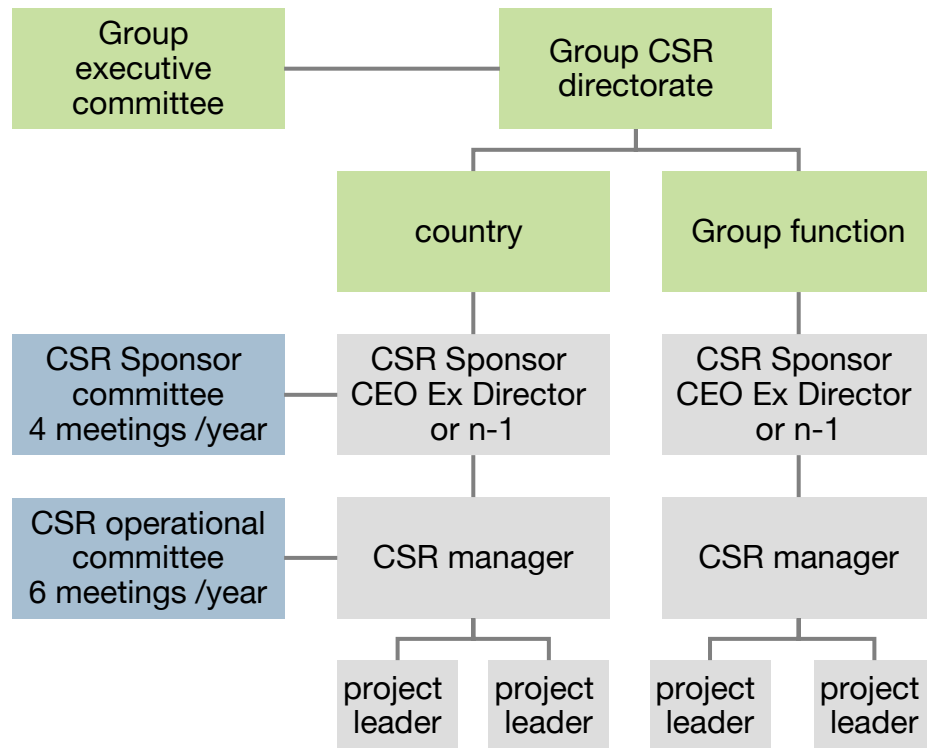 Group
executive
committee
Group CSR
directorate
country
Group function
CSR Sponsor
committee
4 meetings /year
CSR Sponsor
CEO Ex Director
or n-1
CSR Sponsor
CEO Ex Director
or n-1
CSR operational
committee
6 meetings /year
CSR manager
CSR manager
project
leader
project
leader
project
leader
project
leader